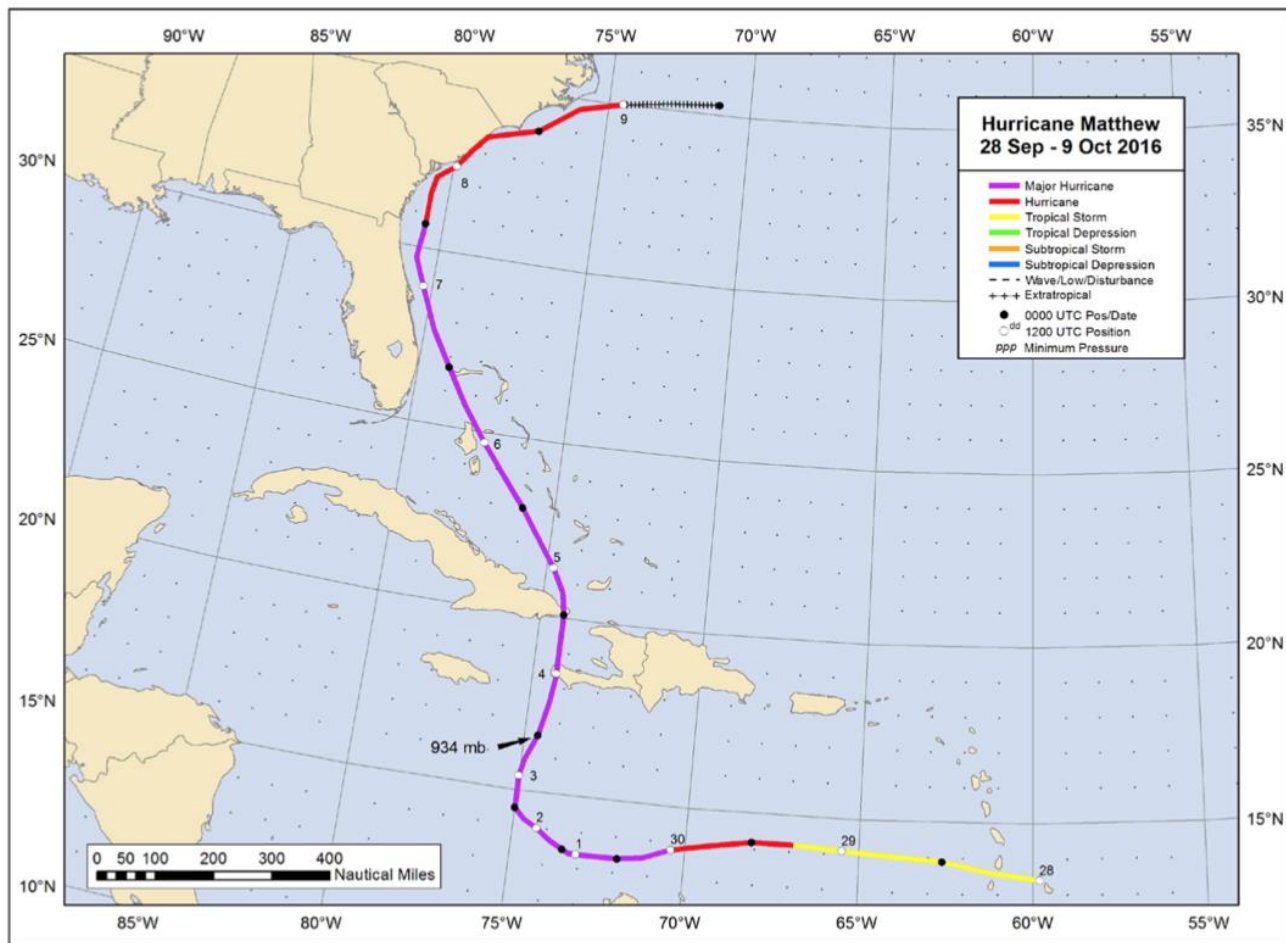 90°W 85°W 80°W 75°W 70°W 65°W 60°W 55°W
Hurricane Matthew
28 Sep - 9 Oct 2016
Major Hurricane
Hurricane
Tropical Storm
Tropical Depression
Subtropical Storm
Subtropical Depression
Wave/Low/Disturbance
Extratropical
0000 UTC Pos/Date
dd 1200 UTC Position
ppp Minimum Pressure
35°N
30°N
30°N
25°N
25°N
20°N
20°N
15°N
15°N
10°N
9
8
7
6
5
4
934 mb
3
2
1
30
29
28
0 50 100 200 300 400
Nautical Miles
85°W 80°W 75°W 70°W 65°W 60°W 55°W